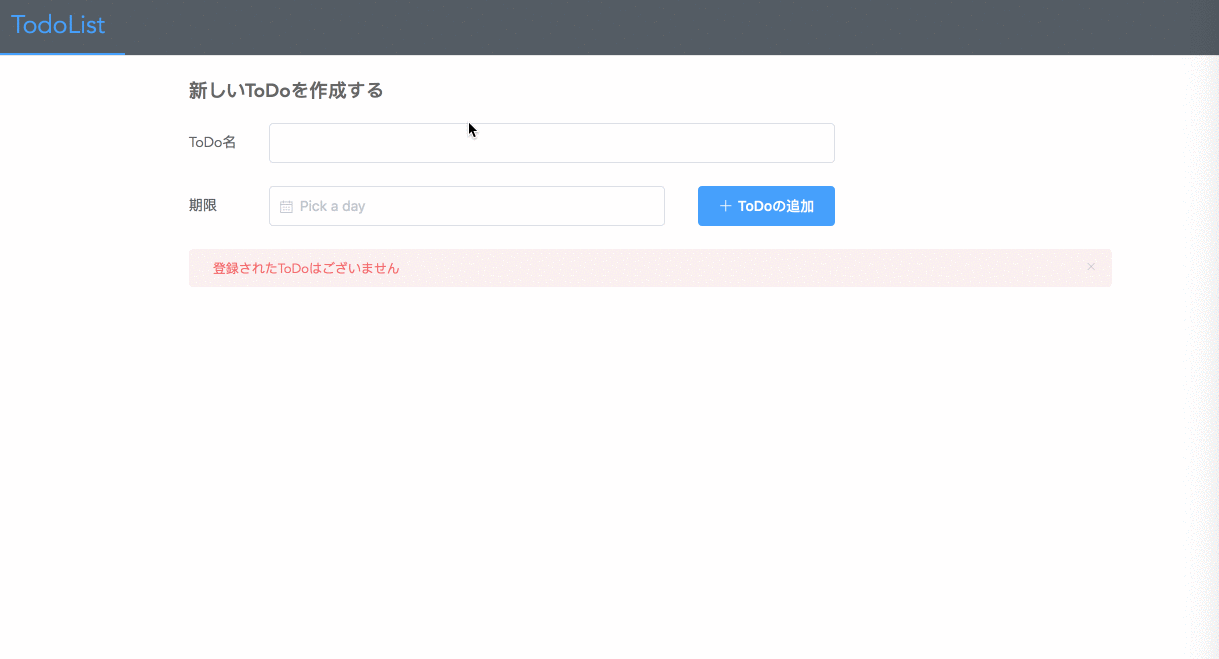 TodoList
新しいToDoを作成する
ToDo名
期限
Pick a day
ToDoの追加
登録されたToDoはございません